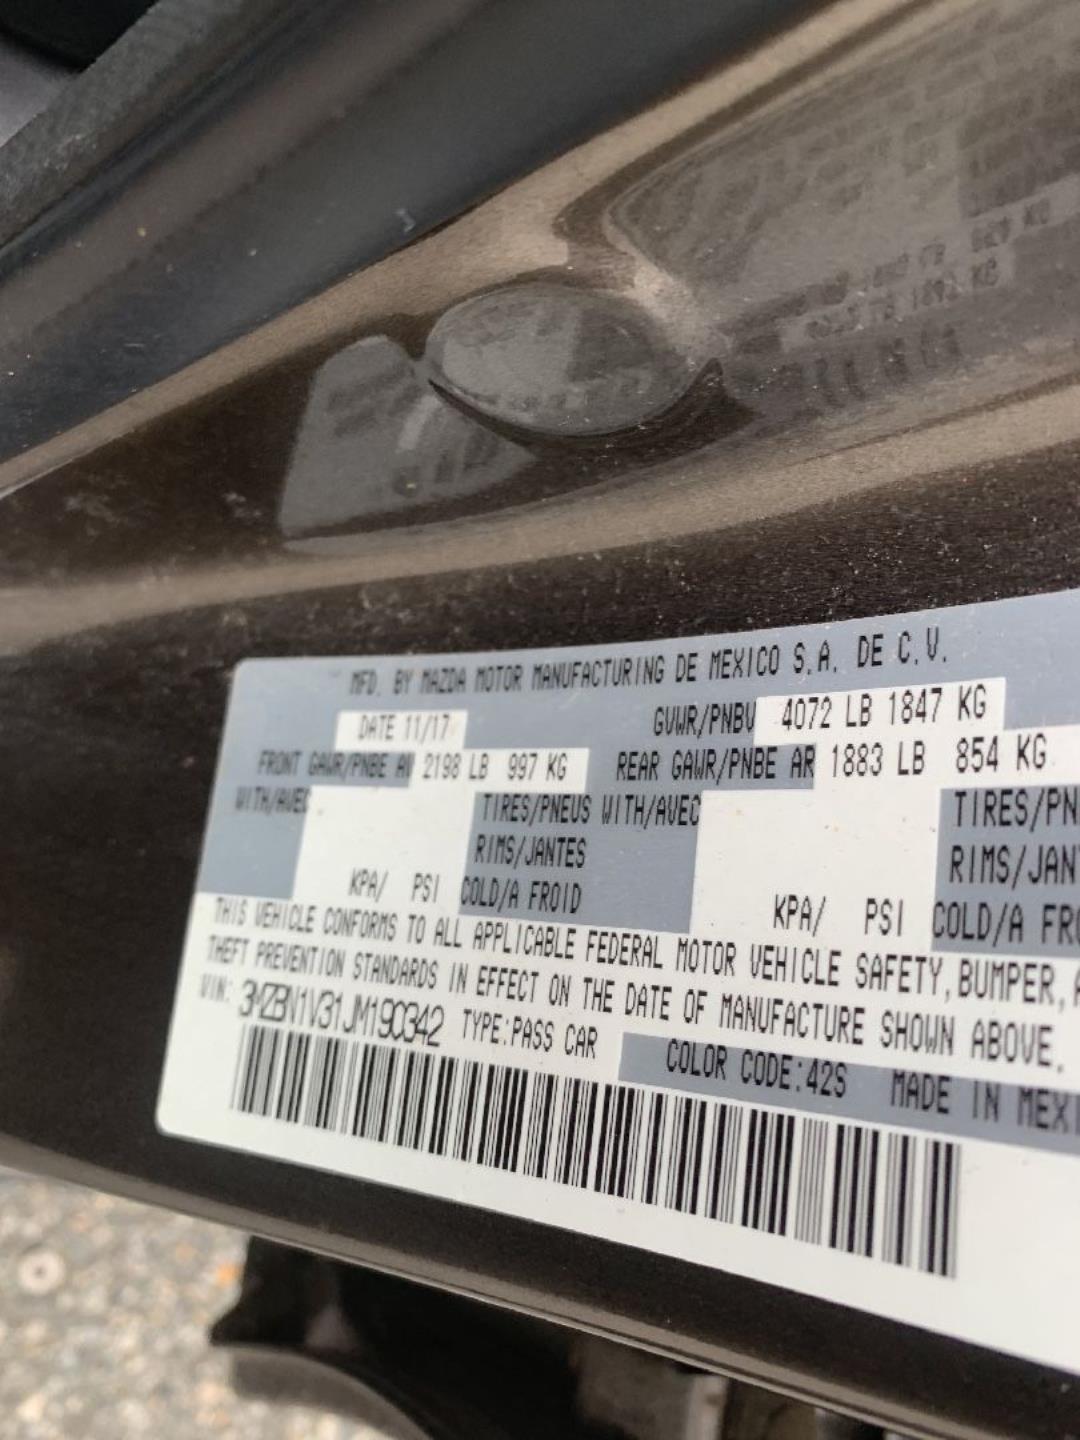 MFD. BY MAZDA MOTOR MANUFACTURING DE MEXICO S.A. DE C.V.
DATE 11/17 GVWR/PNBV 4072 LB 1847 KG
FRONT GAWR/PNBE AV 2198 LB 997 KG REAR GAWR/PNBE AR 1883 LB 854 KG
WITH/AVEC TIRES/PNEUS WITH/AVEC TIRES/PN
RIMS/JANTES RIMS/JAN
KPA/ PSI COLD/A FROID KPA/ PSI COLD/A FR
THIS VEHICLE CONFORMS TO ALL APPLICABLE FEDERAL MOTOR VEHICLE SAFETY, BUMPER,
THEFT PREVENTION STANDARDS IN EFFECT ON THE DATE OF MANUFACTURE SHOWN ABOVE.
VIN: 3MZBN1V31JM190342 TYPE:PASS CAR COLOR CODE:42S MADE IN MEXI